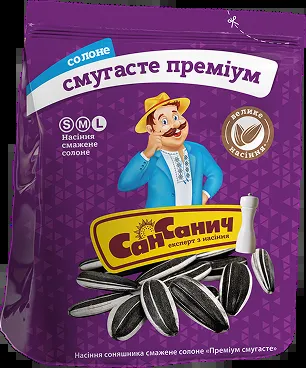 солоне
смугасте преміум
S M L
Насіння
смажене
солоне
велике
насіння
СанСанич
експерт з насіння
Насіння соняшника смажене солоне «Преміум смугасте»